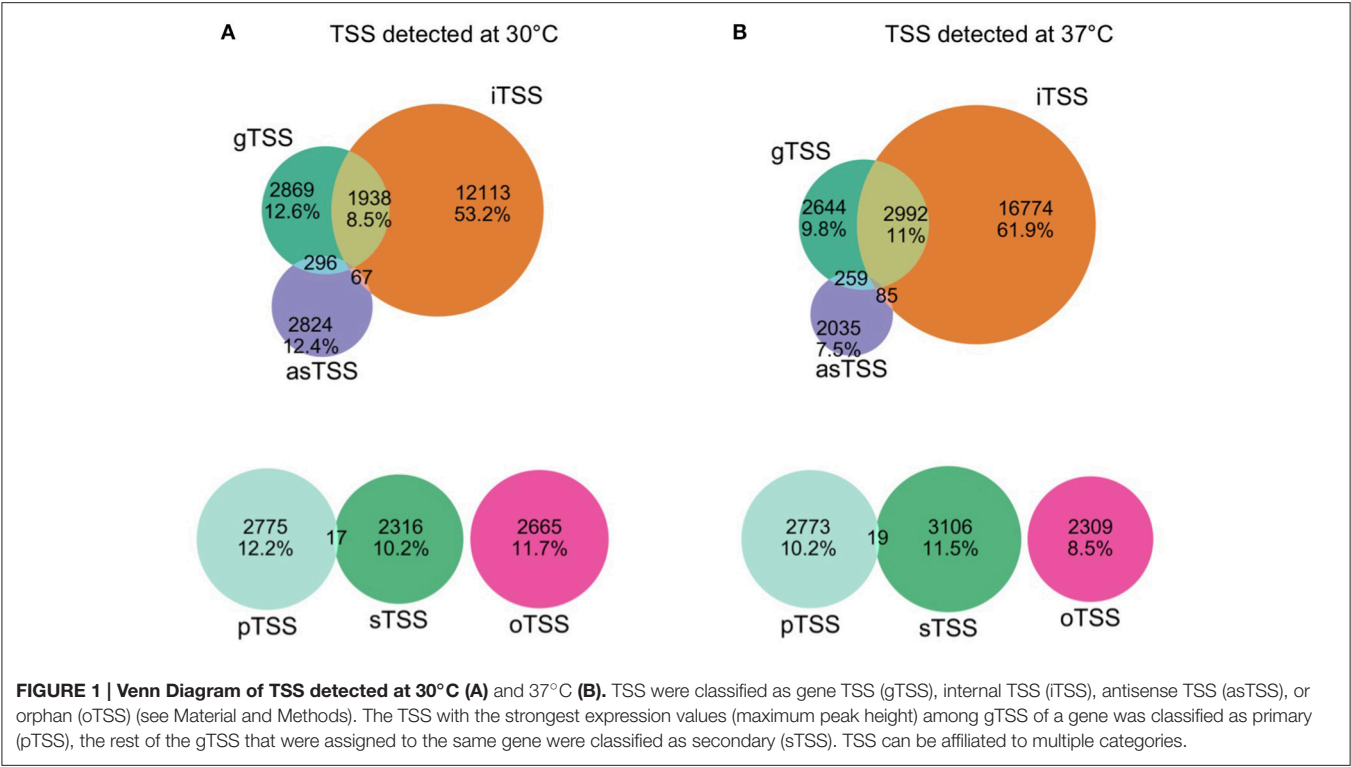 A TSS detected at 30°C
iTSS
gTSS
2869
12.6%
1938
8.5%
12113
53.2%
296
67
2824
12.4%
asTSS
2775
12.2%
17
2316
10.2%
2665
11.7%
pTSS
sTSS
oTSS
B TSS detected at 37°C
iTSS
gTSS
2644
9.8%
2992
11%
16774
61.9%
259
85
2035
7.5%
asTSS
2773
10.2%
19
3106
11.5%
2309
8.5%
pTSS
sTSS
oTSS
FIGURE 1 | Venn Diagram of TSS detected at 30°C (A) and 37°C (B). TSS were classified as gene TSS (gTSS), internal TSS (iTSS), antisense TSS (asTSS), or
orphan (oTSS) (see Material and Methods). The TSS with the strongest expression values (maximum peak height) among gTSS of a gene was classified as primary
(pTSS), the rest of the gTSS that were assigned to the same gene were classified as secondary (sTSS). TSS can be affiliated to multiple categories.